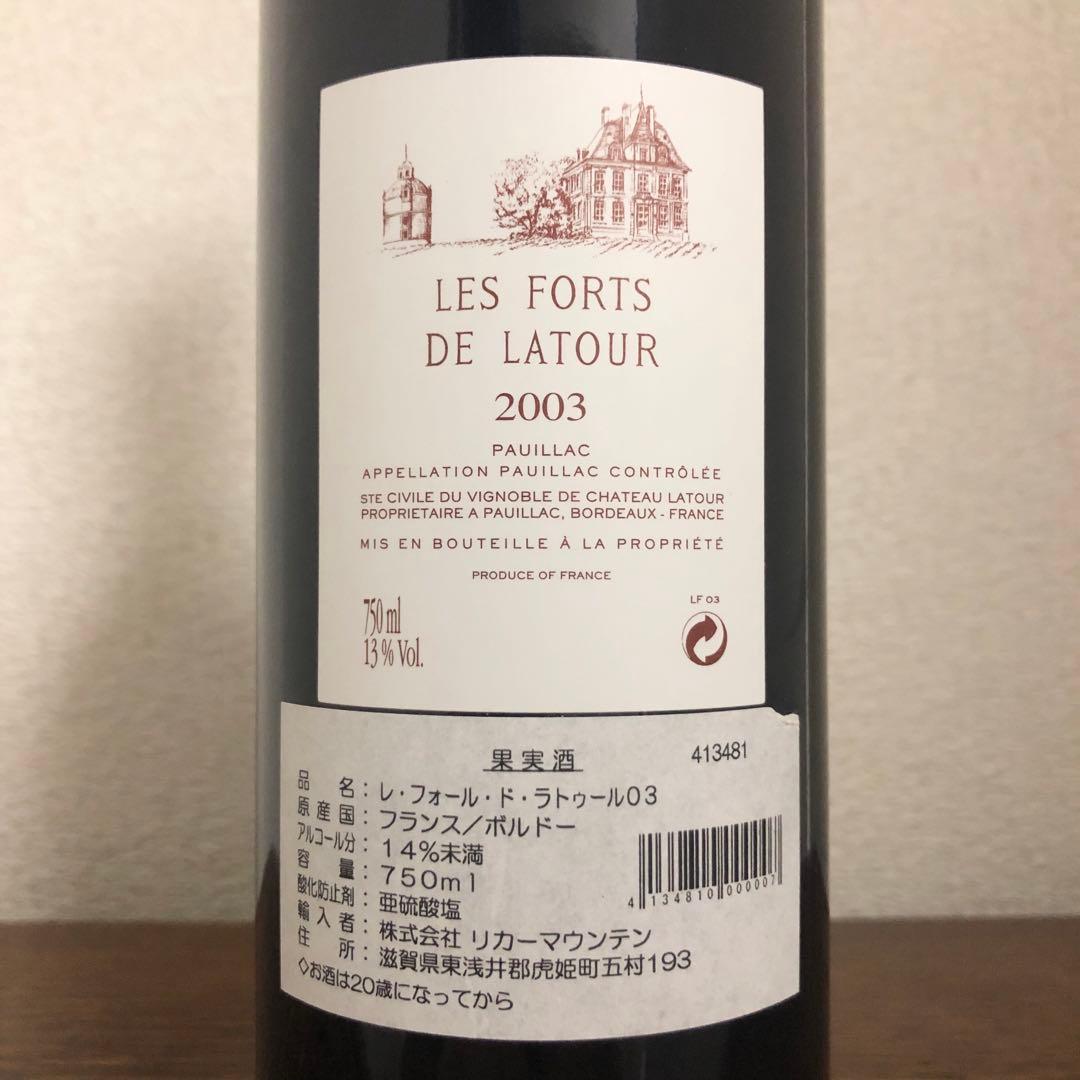 LES FORTS
DE LATOUR
2003
PAUILLAC
APPELLATION PAUILLAC CONTRÔLÉE
STE CIVILE DU VIGNOBLE DE CHATEAU LATOUR
PROPRIETAIRE A PAUILLAC, BORDEAUX - FRANCE
MIS EN BOUTEILLE À LA PROPRIÉTÉ
PRODUCE OF FRANCE
750 ml
13 % Vol.
LF 03
果実酒
413481
品名：レ・フォール・ド・ラトゥール03
原産国：フランス／ボルドー
アルコール分：14%未満
容量：750ml
酸化防止剤：亜硫酸塩
輸入者：株式会社 リカーマウンテン
住所：滋賀県東浅井郡虎姫町五村193
◇お酒は20歳になってから
4 134810 000007